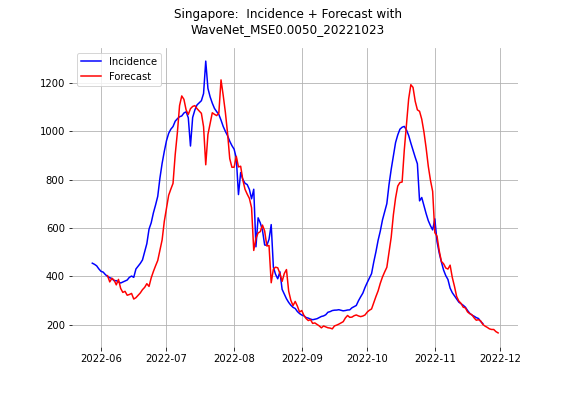 Singapore:  Incidence + Forecast with
WaveNet_MSE0.0050_20221023
Incidence
Forecast
1200
1000
800
600
400
200
2022-06 2022-07 2022-08 2022-09 2022-10 2022-11 2022-12